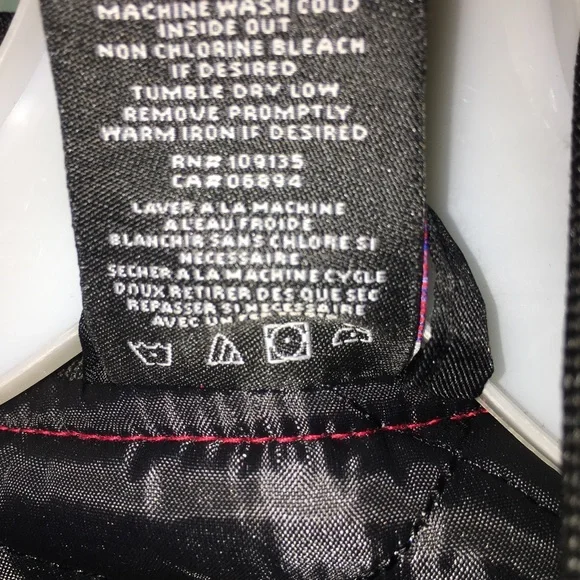 MACHINE WASH COLD
INSIDE OUT
NON CHLORINE BLEACH
IF DESIRED
TUMBLE DRY LOW
REMOVE PROMPTLY
WARM IRON IF DESIRED
RN# 109135
CA# 06894
LAVER A LA MACHINE
A L'EAU FROIDE
BLANCHIR SANS CHLORE SI
NECESSAIRE
SECHER A LA MACHINE CYCLE
DOUX RETIRER DES QUE SEC
REPASSER SI NECESSAIRE
AVEC UN